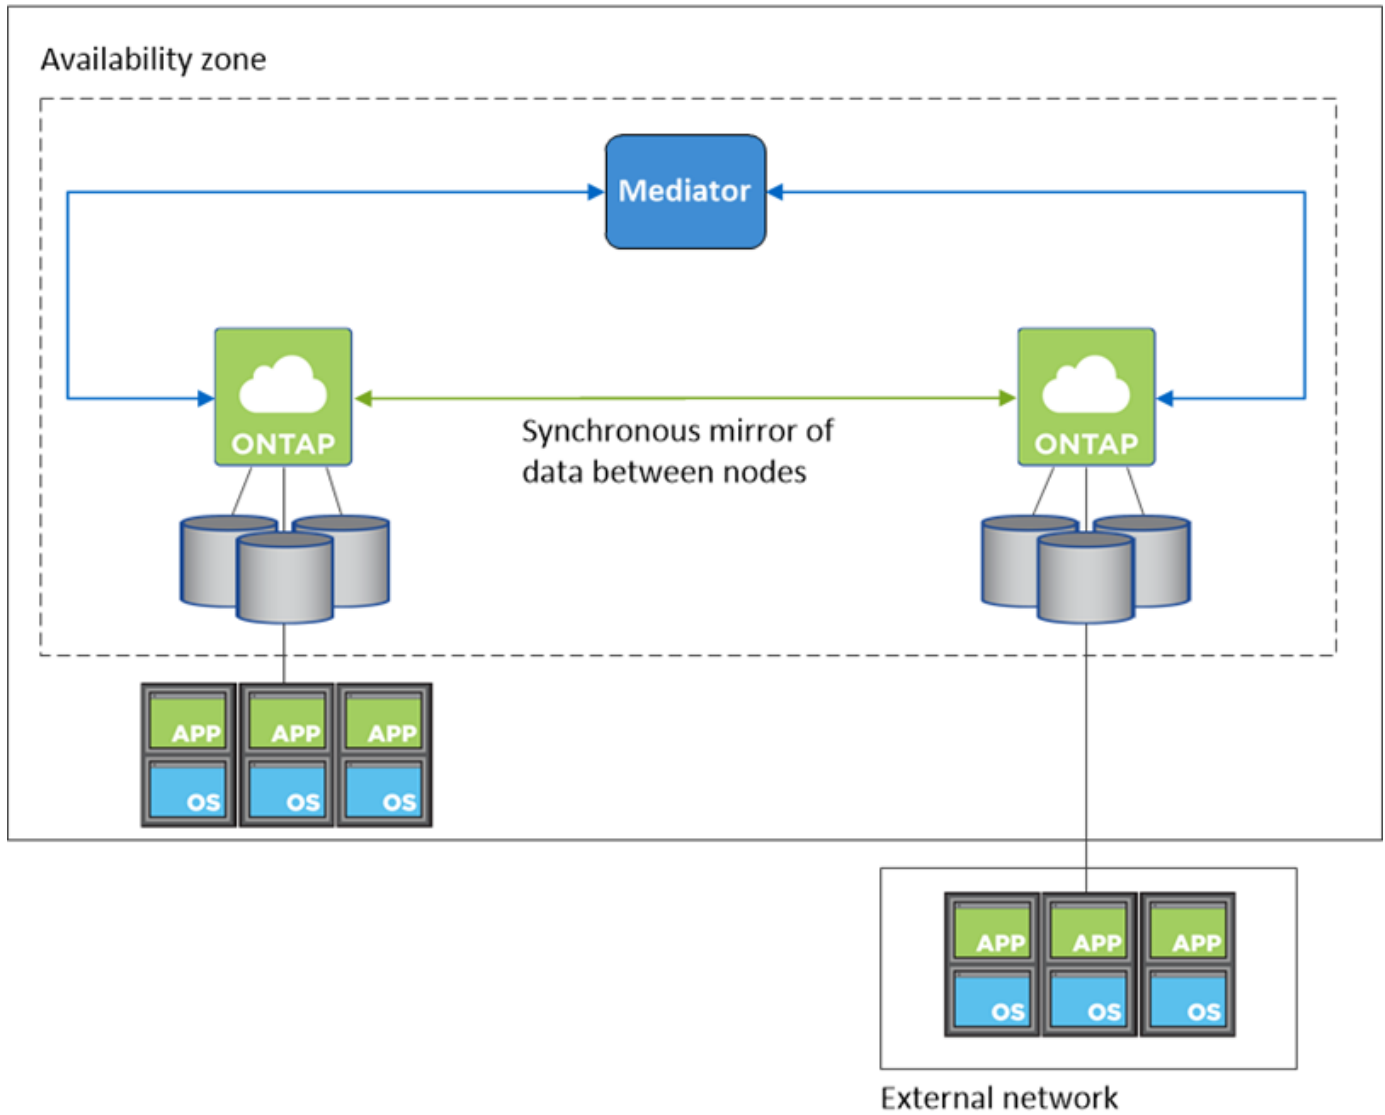 Availability zone
Mediator
ONTAP
ONTAP
Synchronous mirror of
data between nodes
APP APP APP
OS OS OS
APP APP APP
OS OS OS
External network